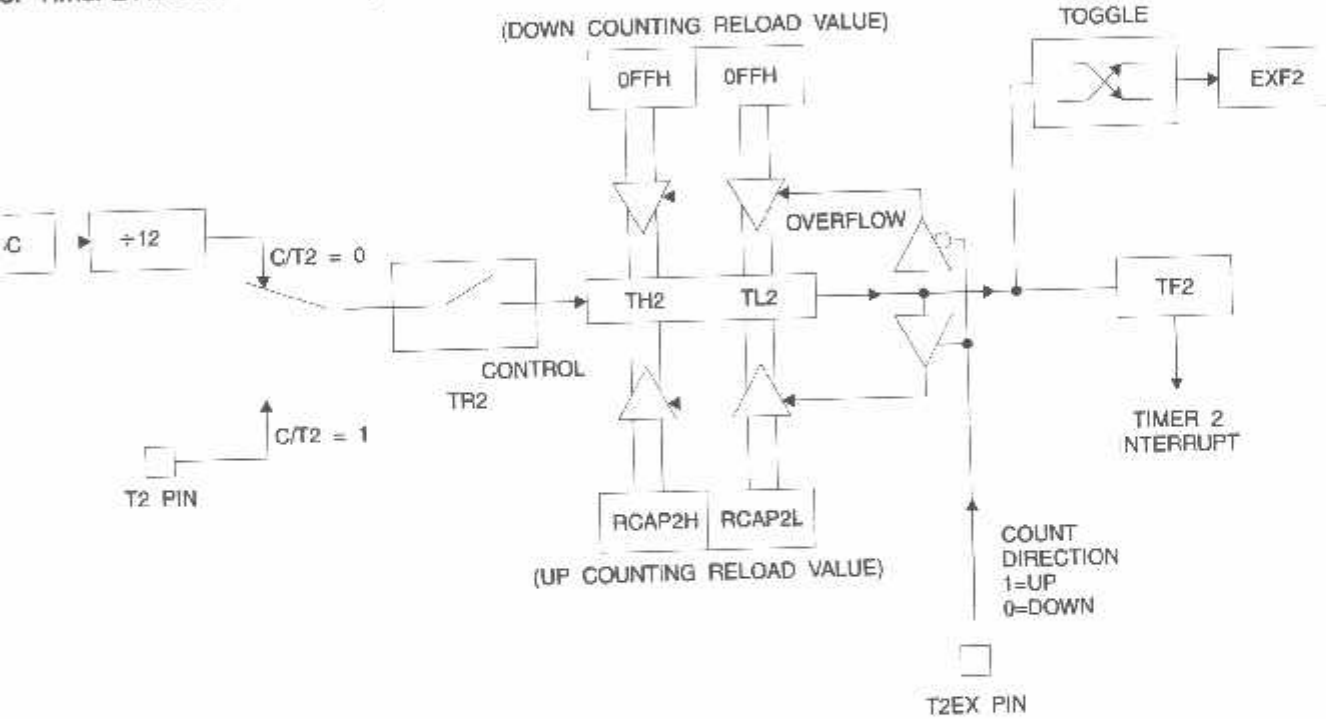 (DOWN COUNTING RELOAD VALUE)
TOGGLE
0FFH
0FFH
EXF2
OVERFLOW
÷12
C/T2 = 0
TH2
TL2
TF2
CONTROL
TR2
C/T2 = 1
TIMER 2
NTERRUPT
T2 PIN
RCAP2H
RCAP2L
COUNT
DIRECTION
1=UP
0=DOWN
(UP COUNTING RELOAD VALUE)
T2EX PIN